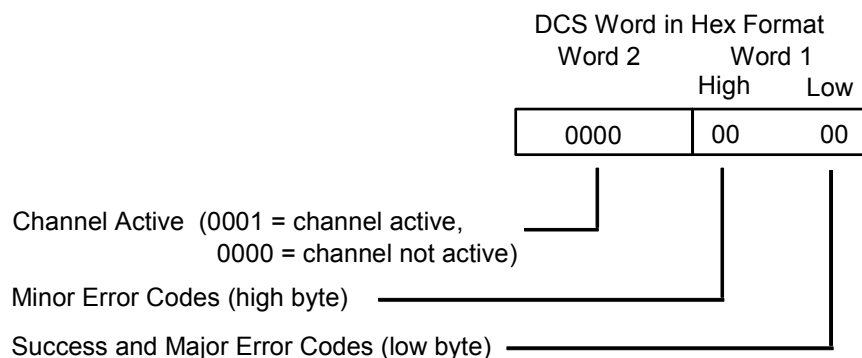 DCS Word in Hex Format
Word 2 Word 1
High Low
0000 00 00
Channel Active (0001 = channel active,
0000 = channel not active)
Minor Error Codes (high byte)
Success and Major Error Codes (low byte)